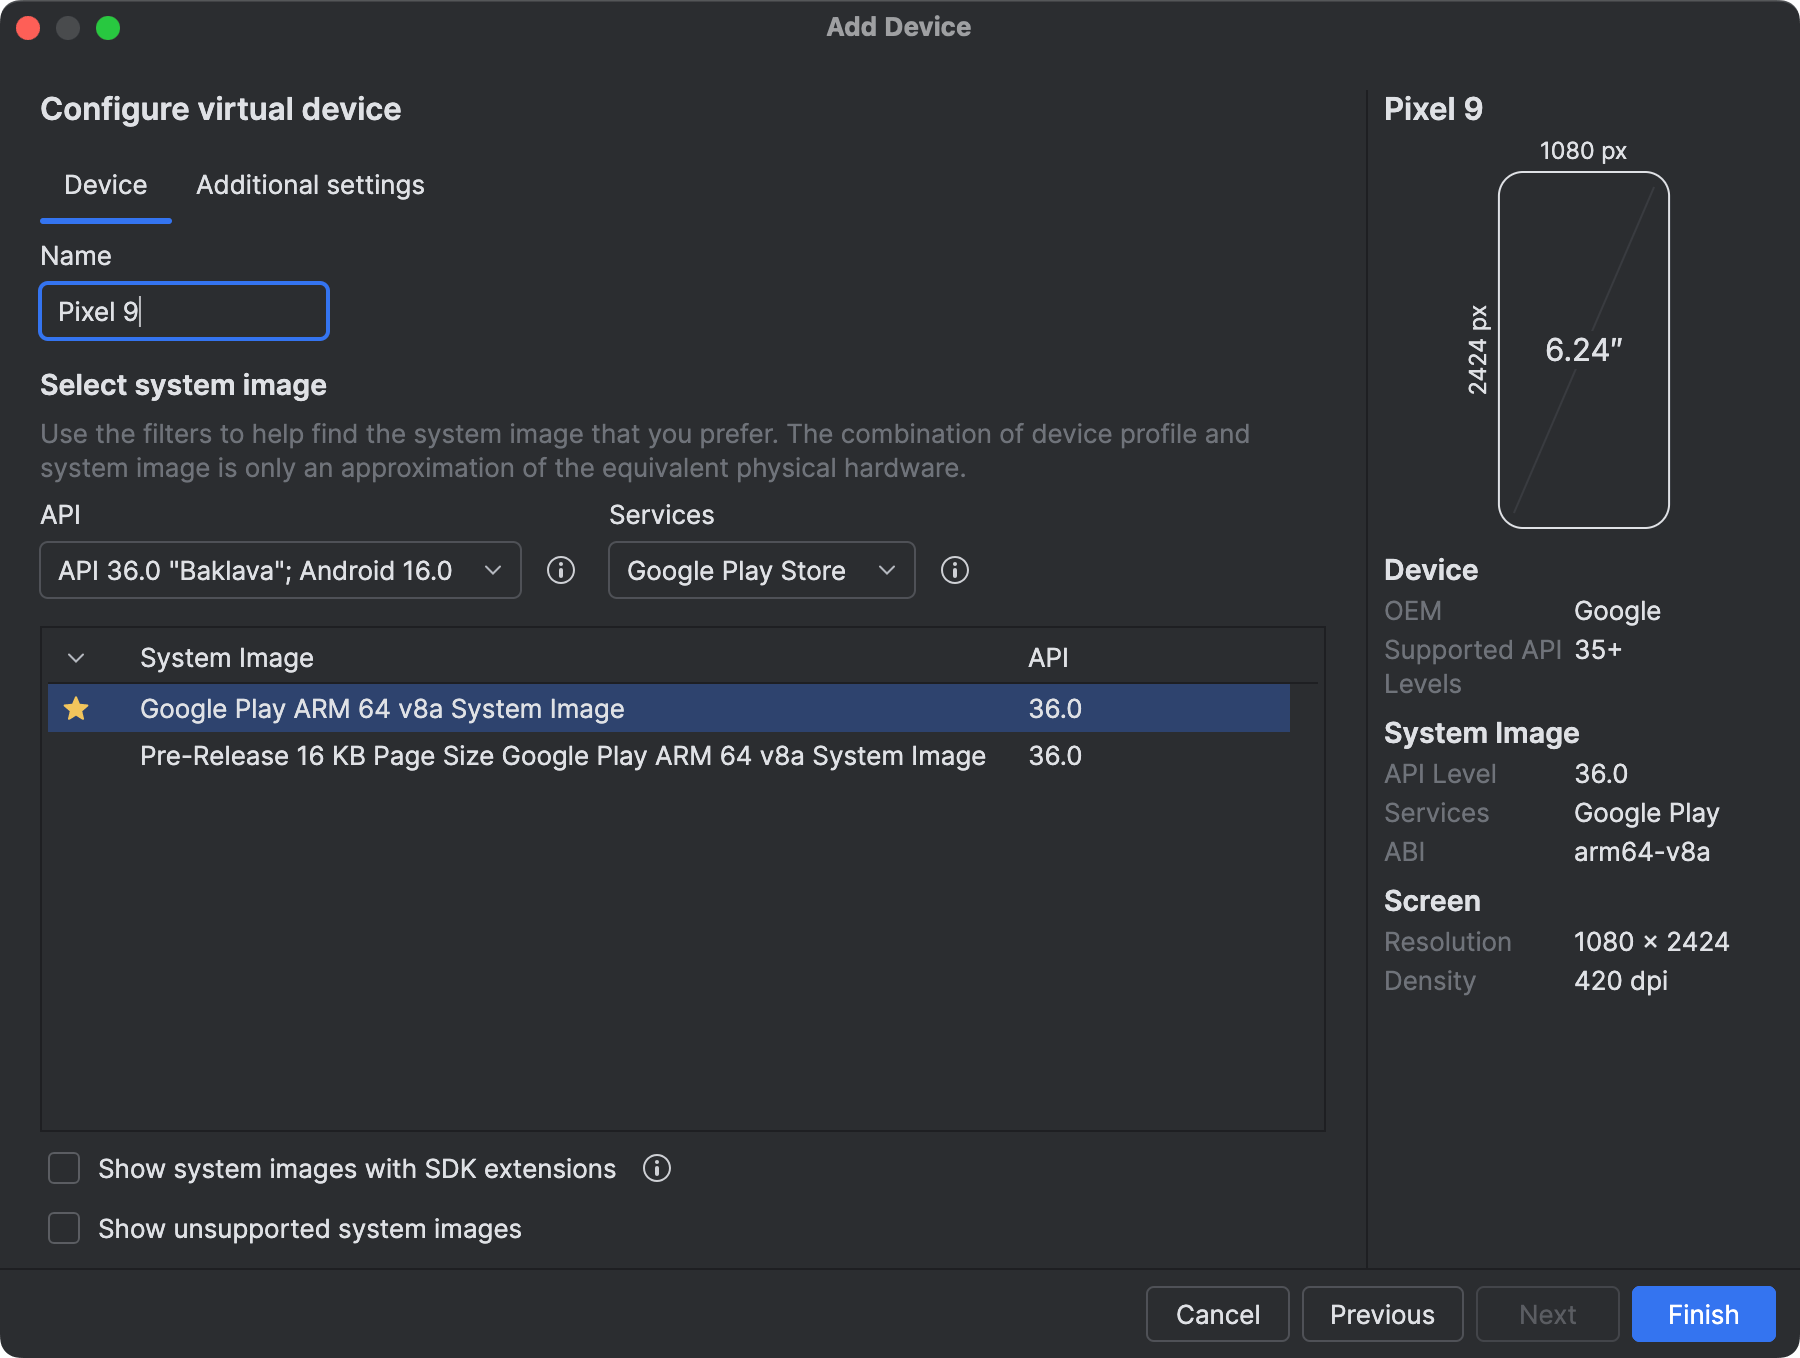 Add Device
Configure virtual device
Device Additional settings
Name
Pixel 9
Select system image
Use the filters to help find the system image that you prefer. The combination of device profile and
system image is only an approximation of the equivalent physical hardware.
API Services
API 36.0 "Baklava"; Android 16.0 Google Play Store
System Image API
Google Play ARM 64 v8a System Image 36.0
Pre-Release 16 KB Page Size Google Play ARM 64 v8a System Image 36.0
Show system images with SDK extensions
Show unsupported system images
Pixel 9
1080 px
2424 px
6.24″
Device
OEM Google
Supported API 35+
Levels
System Image
API Level 36.0
Services Google Play
ABI arm64-v8a
Screen
Resolution 1080 × 2424
Density 420 dpi
Cancel Previous Next Finish